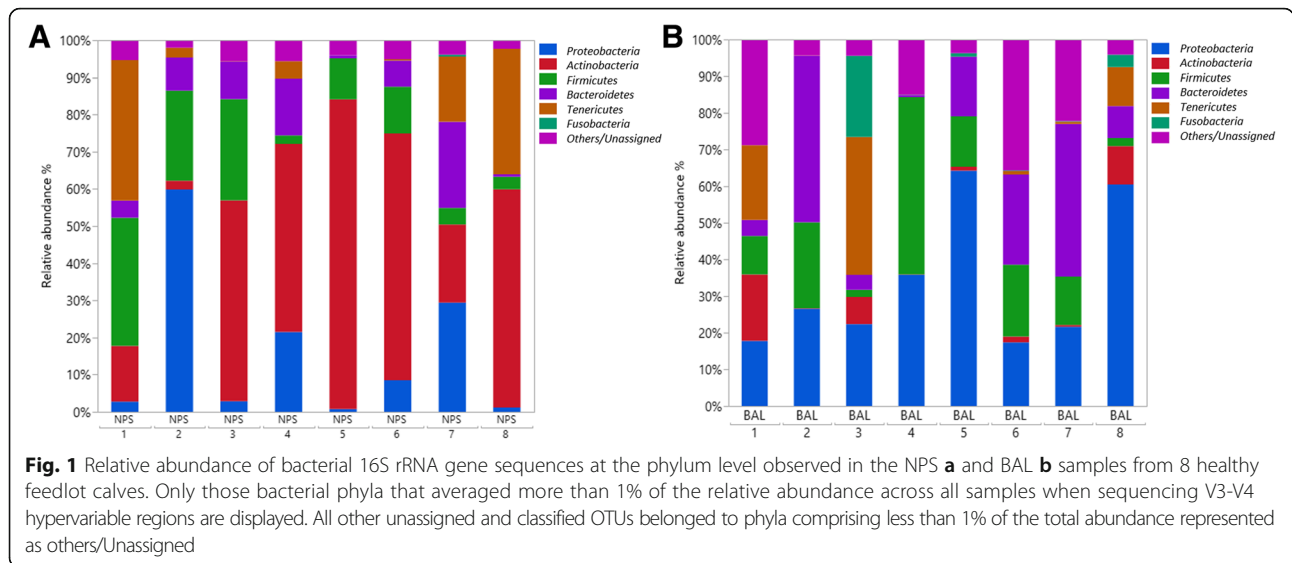 A
100%
90%
80%
70%
60%
50%
40%
30%
20%
10%
0%
Relative abundance %
NPS NPS NPS NPS NPS NPS NPS NPS
1 2 3 4 5 6 7 8
Proteobacteria
Actinobacteria
Firmicutes
Bacteroidetes
Tenericutes
Fusobacteria
Others/Unassigned
B
100%
90%
80%
70%
60%
50%
40%
30%
20%
10%
0%
Relative abundance %
BAL BAL BAL BAL BAL BAL BAL BAL
1 2 3 4 5 6 7 8
Proteobacteria
Actinobacteria
Firmicutes
Bacteroidetes
Tenericutes
Fusobacteria
Others/Unassigned
Fig. 1 Relative abundance of bacterial 16S rRNA gene sequences at the phylum level observed in the NPS a and BAL b samples from 8 healthy
feedlot calves. Only those bacterial phyla that averaged more than 1% of the relative abundance across all samples when sequencing V3-V4
hypervariable regions are displayed. All other unassigned and classified OTUs belonged to phyla comprising less than 1% of the total abundance represented
as others/Unassigned